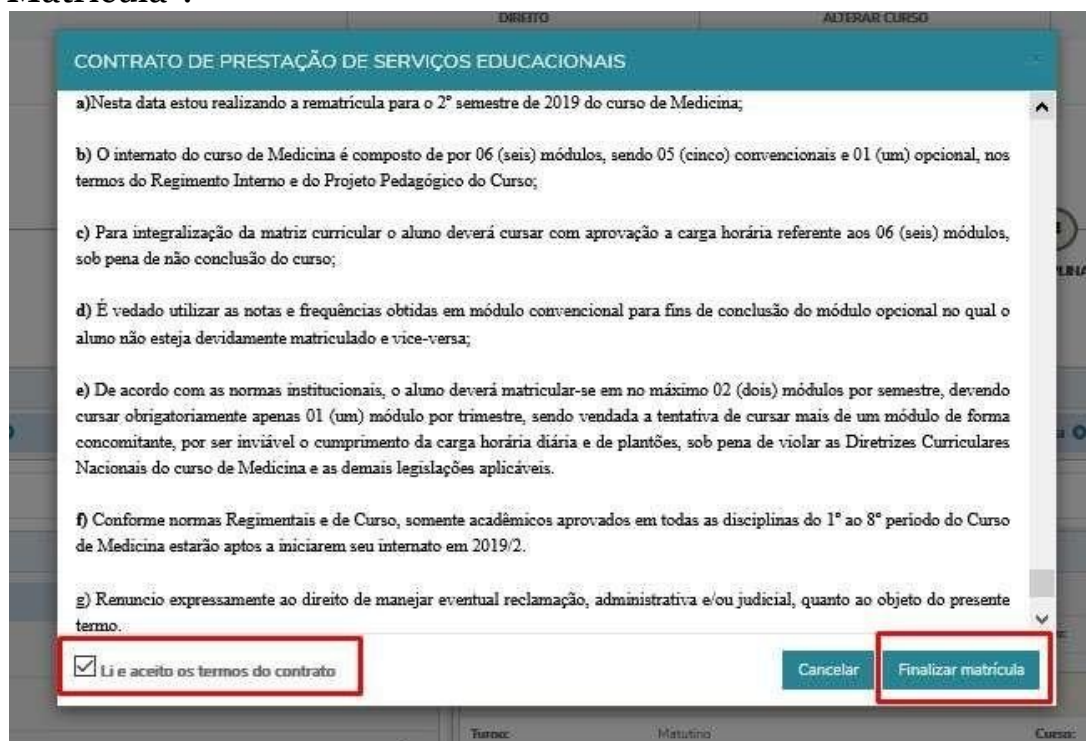 Matrícula".
DIREITO
ALTERAR CURSO
CONTRATO DE PRESTAÇÃO DE SERVIÇOS EDUCACIONAIS
a)Nesta data estou realizando a rematrícula para o 2º semestre de 2019 do curso de Medicina;
b) O internato do curso de Medicina é composto de por 06 (seis) módulos, sendo 05 (cinco) convencionais e 01 (um) opcional, nos
termos do Regimento Interno e do Projeto Pedagógico do Curso;
c) Para integralização da matriz curricular o aluno deverá cursar com aprovação a carga horária referente aos 06 (seis) módulos,
sob pena de não conclusão do curso;
d) É vedado utilizar as notas e frequências obtidas em módulo convencional para fins de conclusão do módulo opcional no qual o
aluno não esteja devidamente matriculado e vice-versa;
e) De acordo com as normas institucionais, o aluno deverá matricular-se em no máximo 02 (dois) módulos por semestre, devendo
cursar obrigatoriamente apenas 01 (um) módulo por trimestre, sendo vendada a tentativa de cursar mais de um módulo de forma
concomitante, por ser inviável o cumprimento da carga horária diária e de plantões, sob pena de violar as Diretrizes Curriculares
Nacionais do curso de Medicina e as demais legislações aplicáveis.
f) Conforme normas Regimentais e de Curso, somente acadêmicos aprovados em todas as disciplinas do 1º ao 8º período do Curso
de Medicina estarão aptos a iniciarem seu internato em 2019/2.
g) Renuncio expressamente ao direito de manejar eventual reclamação, administrativa e/ou judicial, quanto ao objeto do presente
termo.
Li e aceito os termos do contrato
Cancelar
Finalizar matrícula
Turno:
Matutino
Curso: